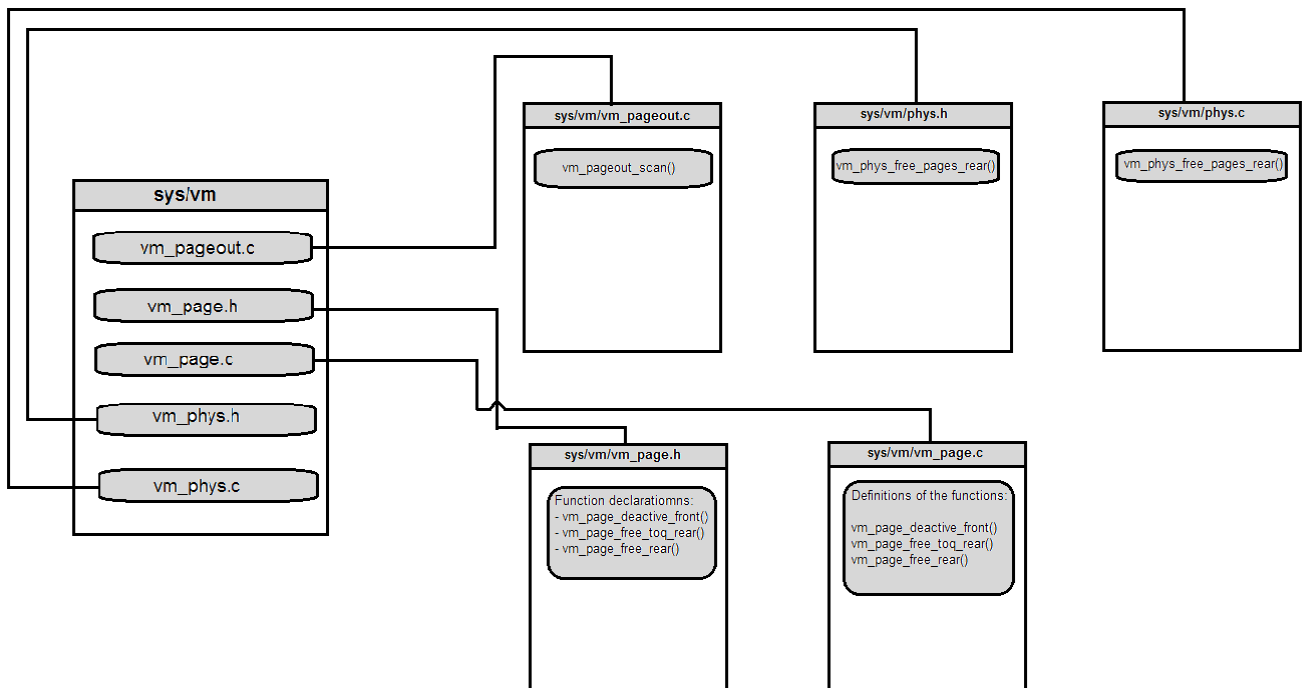 sys/vm
vm_pageout.c
vm_page.h
vm_page.c
vm_phys.h
vm_phys.c
sys/vm/vm_pageout.c
vm_pageout_scan()
sys/vm/phys.h
vm_phys_free_pages_rear()
sys/vm/phys.c
vm_phys_free_pages_rear()
sys/vm/vm_page.h
Function declaratiomns:
- vm_page_deactive_front()
- vm_page_free_toq_rear()
- vm_page_free_rear()
sys/vm/vm_page.c
Definitions of the functions:
vm_page_deactive_front()
vm_page_free_toq_rear()
vm_page_free_rear()